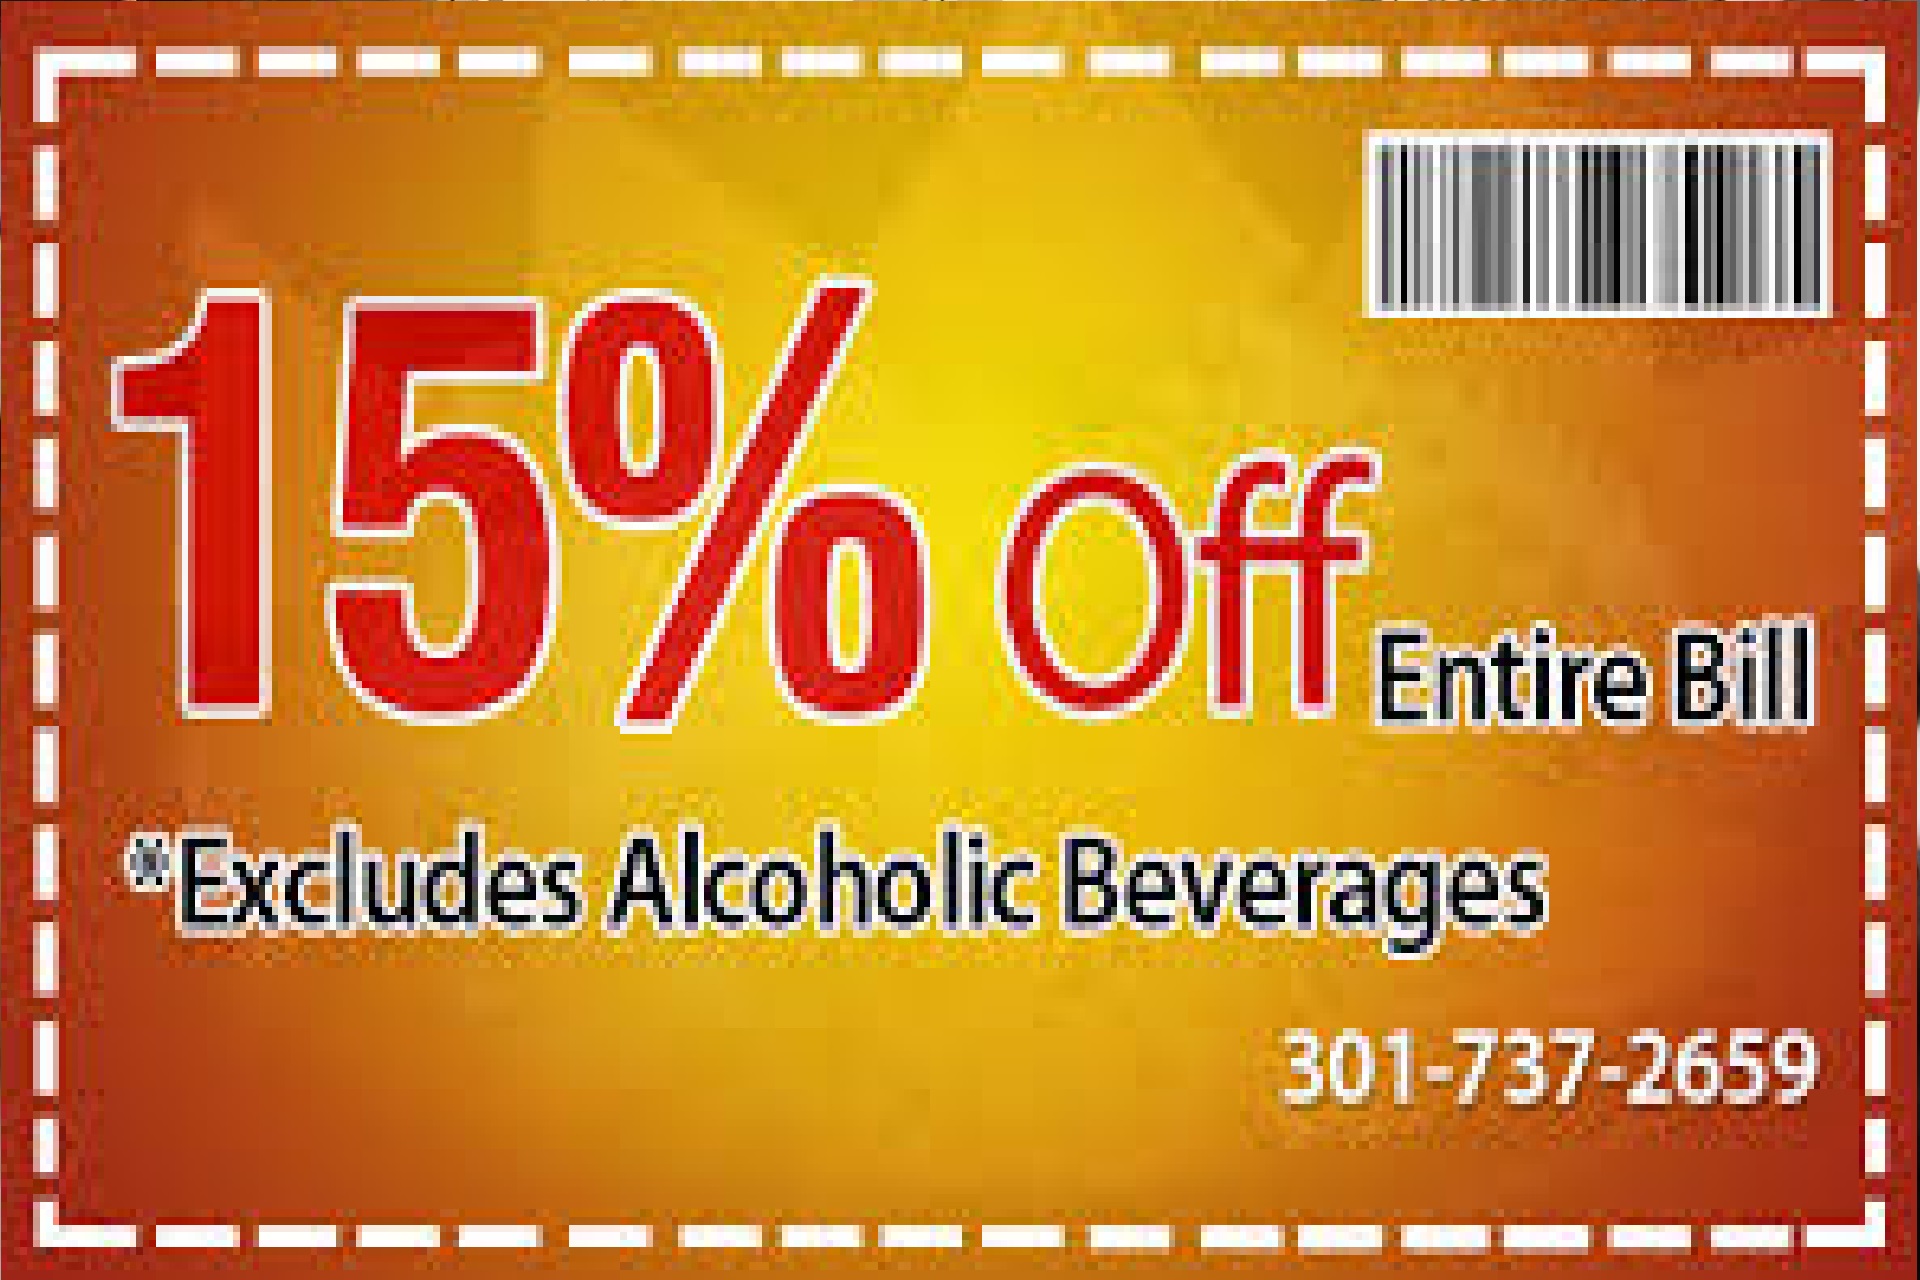 15% Off Entire Bill
*Excludes Alcoholic Beverages
301-737-2659